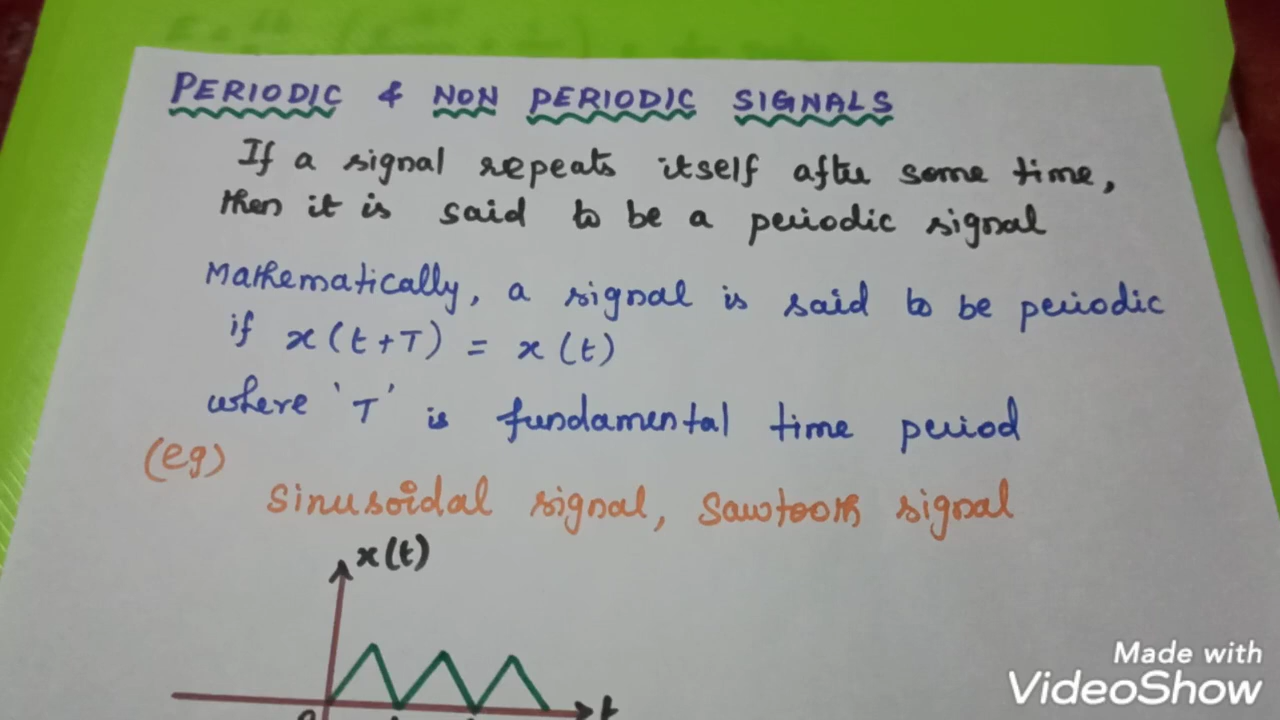 PERIODIC & NON PERIODIC SIGNALS
If a signal repeats itself after some time,
then it is said to be a periodic signal
Mathematically, a signal is said to be periodic
if x(t+T) = x(t)
where 'T' is fundamental time period
(eg)
Sinusoidal signal, Sawtooth signal
x(t)
t
Made with
VideoShow